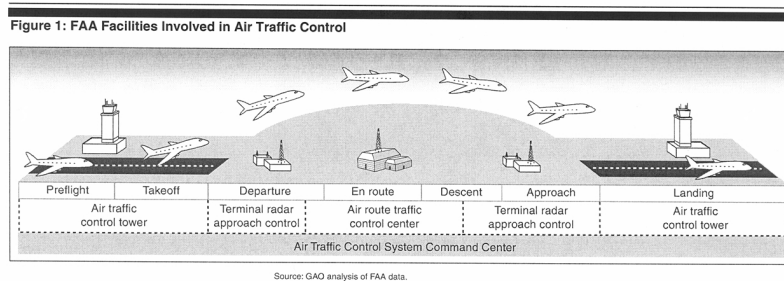 Figure 1: FAA Facilities Involved in Air Traffic Control
Preflight
Takeoff
Departure
En route
Descent
Approach
Landing
Air traffic
control tower
Terminal radar
approach control
Air route traffic
control center
Terminal radar
approach control
Air traffic
control tower
Air Traffic Control System Command Center
Source: GAO analysis of FAA data.